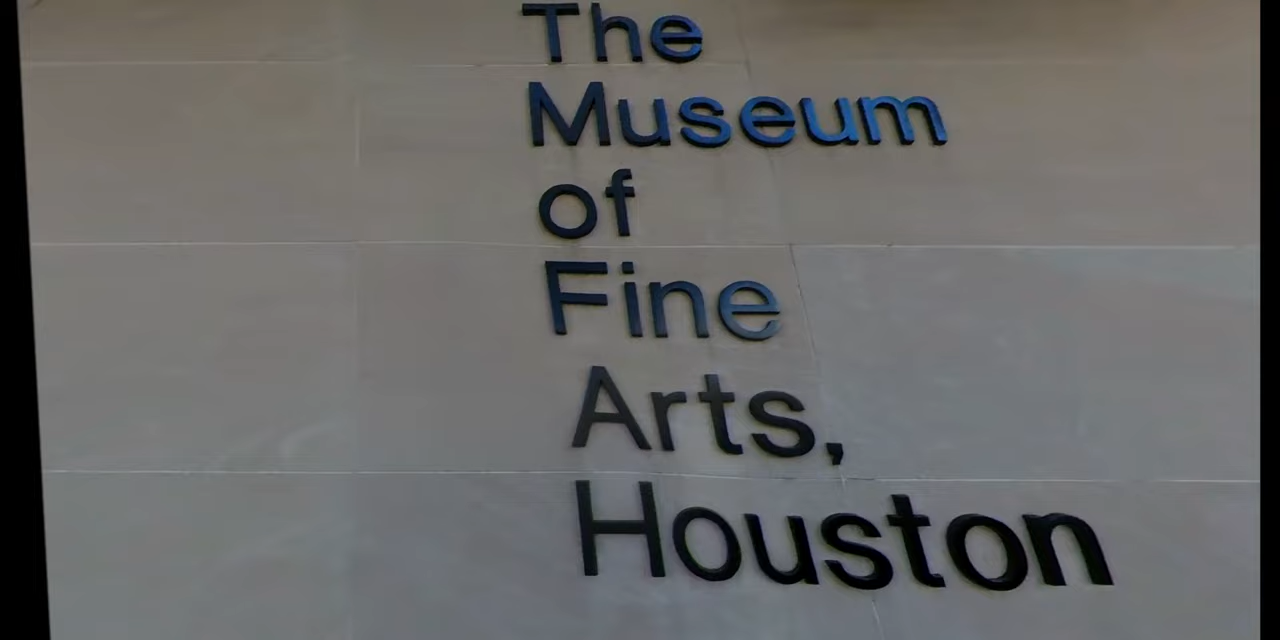 The
Museum
of
Fine
Arts,
Houston